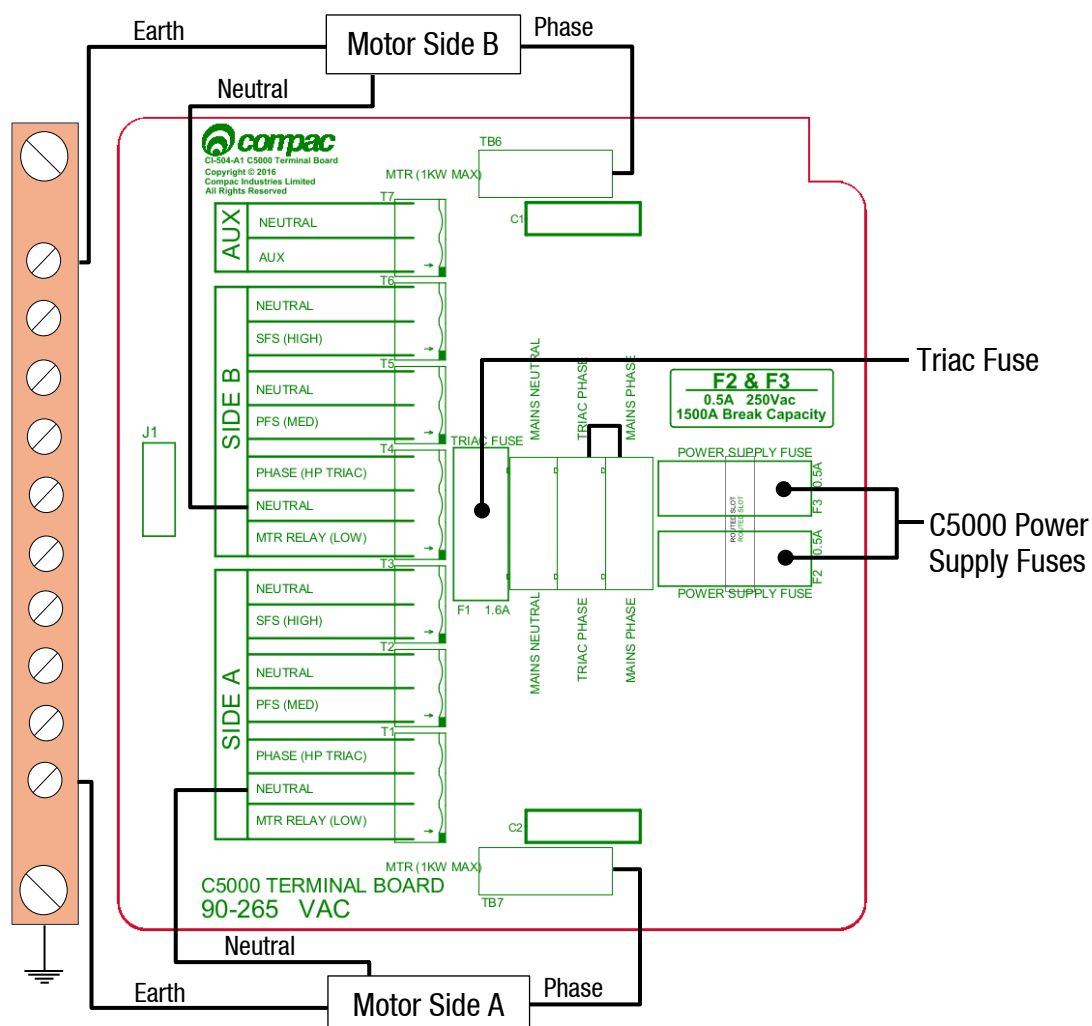 Earth
Motor Side B
Phase
Neutral
compac
CI-504-A1 C5000 Terminal Board
Copyright © 2016
Compac Industries Limited
All Rights Reserved
TB6
MTR (1KW MAX)
C1
T7
AUX
NEUTRAL
AUX
T6
SIDE B
NEUTRAL
SFS (HIGH)
T5
NEUTRAL
PFS (MED)
T4
PHASE (HP TRIAC)
NEUTRAL
MTR RELAY (LOW)
J1
MAINS NEUTRAL
TRIAC PHASE
MAINS PHASE
Triac Fuse
F2 & F3
0.5A 250Vac
1500A Break Capacity
TRIAC FUSE
F1 1.6A
POWER SUPPLY FUSE
F3 0.5A
ROUTED SLOT
ROUTED SLOT
F2 0.5A
POWER SUPPLY FUSE
C5000 Power
Supply Fuses
MAINS NEUTRAL
TRIAC PHASE
MAINS PHASE
T3
SIDE A
NEUTRAL
SFS (HIGH)
T2
NEUTRAL
PFS (MED)
T1
PHASE (HP TRIAC)
NEUTRAL
MTR RELAY (LOW)
C2
MTR (1KW MAX)
TB7
C5000 TERMINAL BOARD
90-265 VAC
Neutral
Earth
Motor Side A
Phase